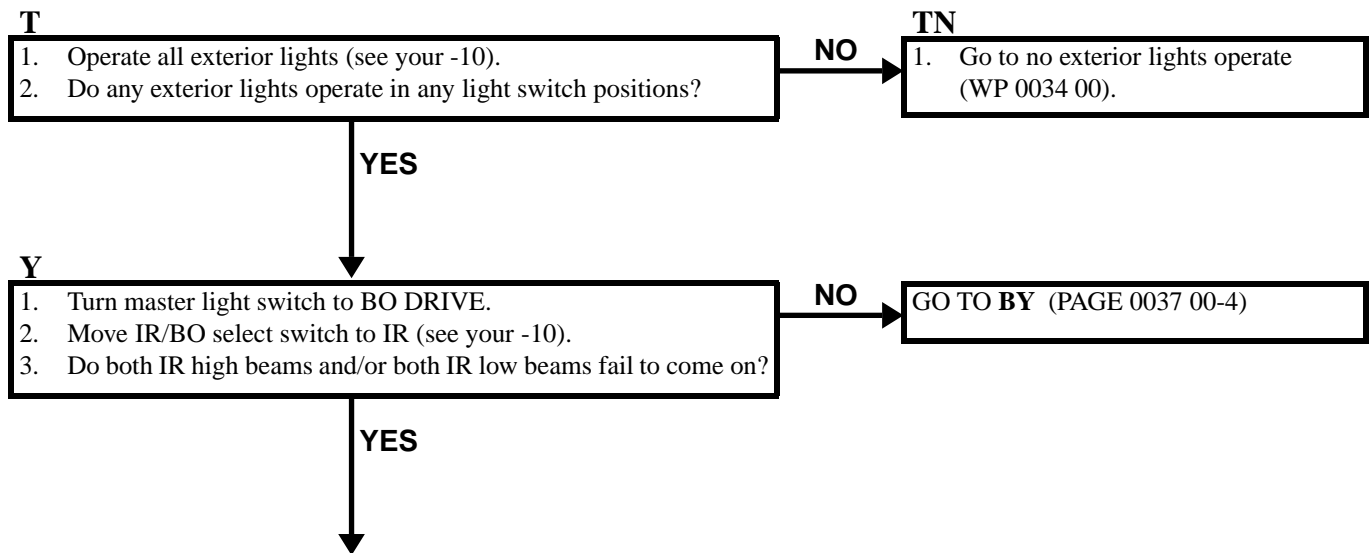 T
1. Operate all exterior lights (see your -10).
2. Do any exterior lights operate in any light switch positions?
NO
TN
1. Go to no exterior lights operate
(WP 0034 00).
YES
Y
1. Turn master light switch to BO DRIVE.
2. Move IR/BO select switch to IR (see your -10).
3. Do both IR high beams and/or both IR low beams fail to come on?
NO
GO TO BY (PAGE 0037 00-4)
YES